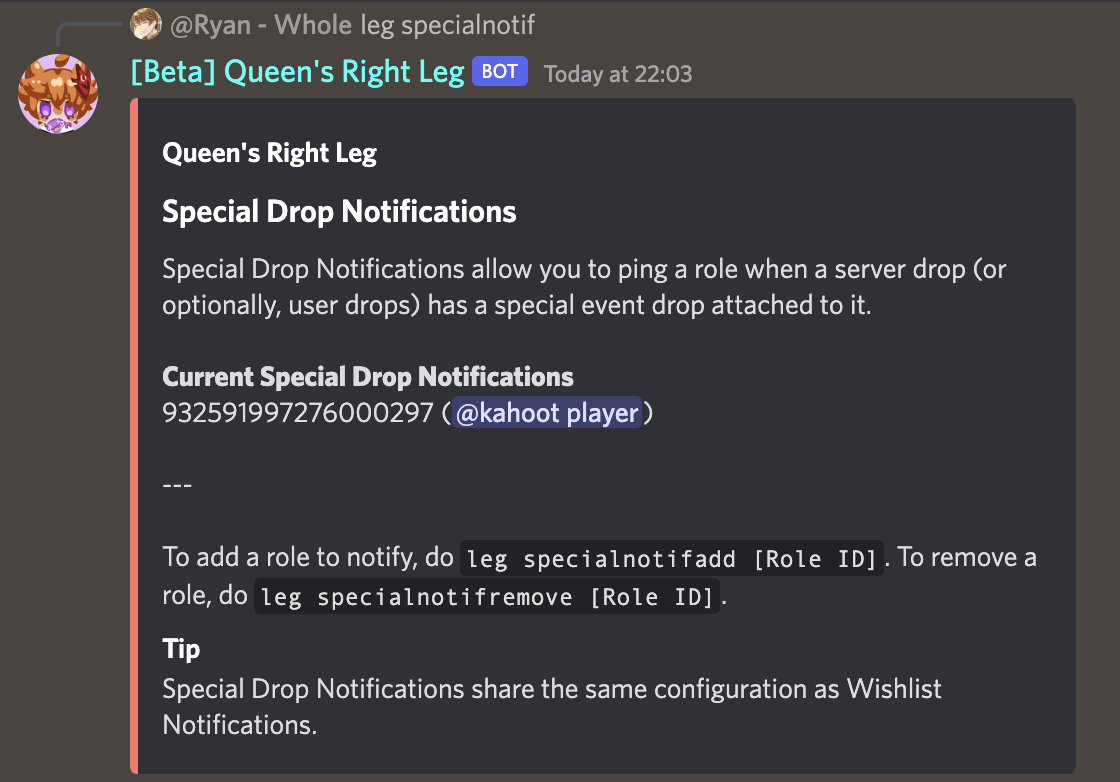 @Ryan - Whole leg specialnotif
[Beta] Queen's Right Leg BOT Today at 22:03
Queen's Right Leg
Special Drop Notifications
Special Drop Notifications allow you to ping a role when a server drop (or
optionally, user drops) has a special event drop attached to it.
Current Special Drop Notifications
932591997276000297 (@kahoot player)
---
To add a role to notify, do leg specialnotifadd [Role ID]. To remove a
role, do leg specialnotifremove [Role ID].
Tip
Special Drop Notifications share the same configuration as Wishlist
Notifications.